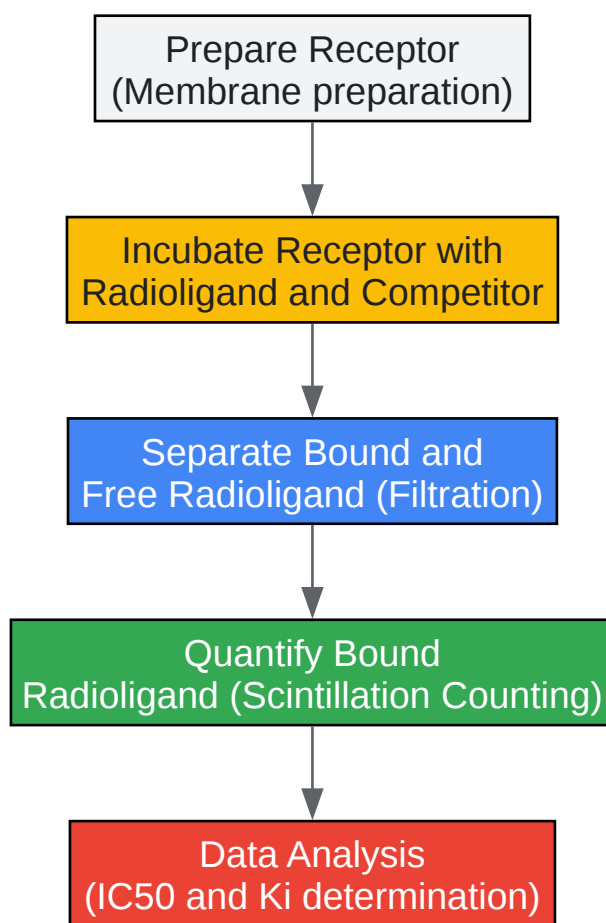 Prepare Receptor
(Membrane preparation)
Incubate Receptor with
Radioligand and Competitor
Separate Bound and
Free Radioligand (Filtration)
Quantify Bound
Radioligand (Scintillation Counting)
Data Analysis
(IC50 and Ki determination)